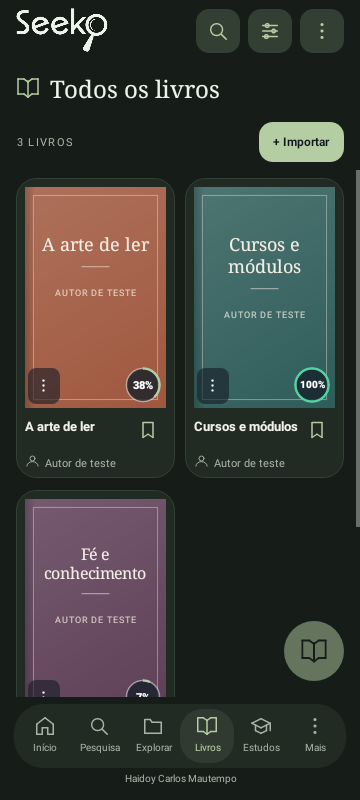 Seeko
Todos os livros
3 LIVROS
+ Importar
A arte de ler
AUTOR DE TESTE
38%
Cursos e
módulos
AUTOR DE TESTE
100%
A arte de ler
Autor de teste
Cursos e módulos
Autor de teste
Fé e
conhecimento
AUTOR DE TESTE
7%
Início
Pesquisa
Explorar
Livros
Estudos
Mais
Haidoy Carlos Mautempo